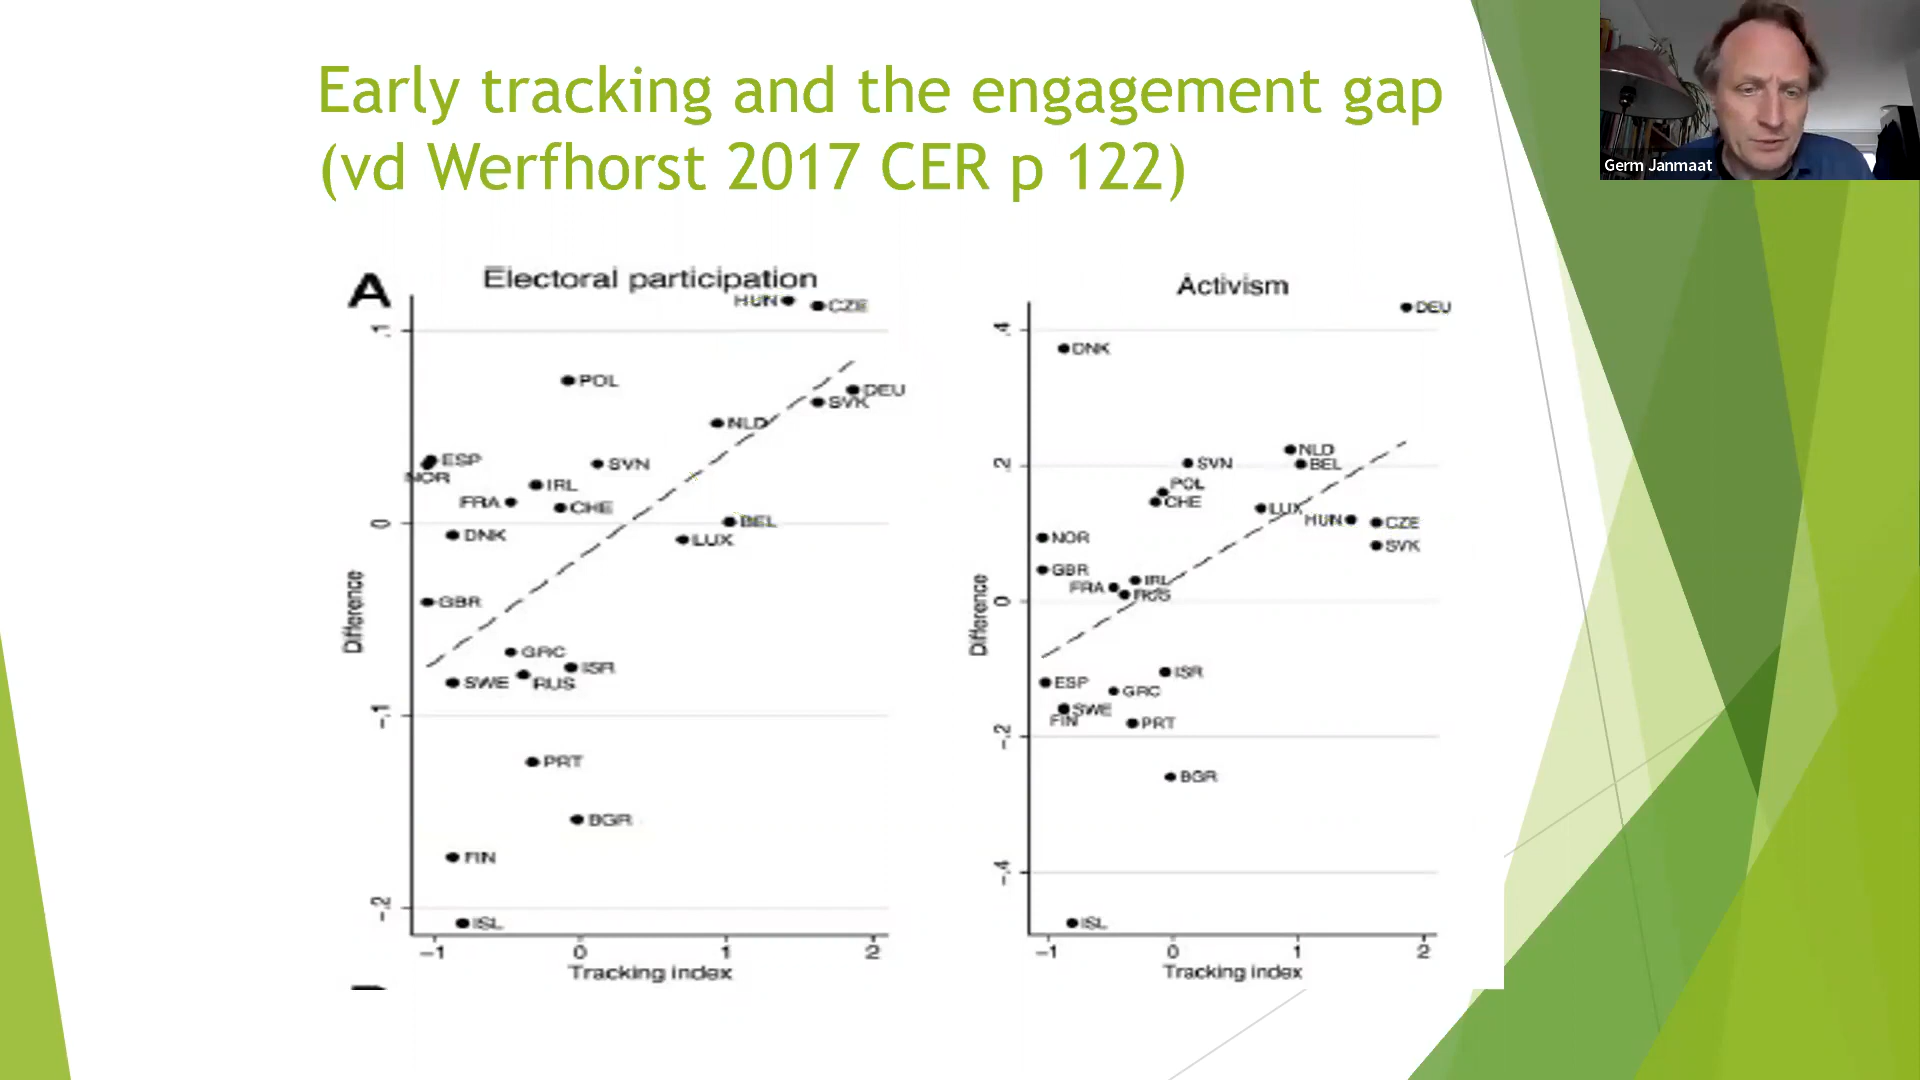 Early tracking and the engagement gap
(vd Werfhorst 2017 CER p 122)
Germ Janmaat
A
Electoral participation
HUN
CZE
POL
DEU
SVK
NLD
ESP
NOR
SVN
IRL
FRA
CHE
BEL
DNK
LUX
GBR
GRC
ISR
SWE
RUS
PRT
BGR
FIN
ISL
.1
0
-.1
-.2
Difference
-1
0
1
2
Tracking index
Activism
DEU
DNK
NLD
SVN
BEL
POL
CHE
LUX
HUN
CZE
NOR
SVK
GBR
IRL
FRA
RUS
ISR
ESP
GRC
SWE
FIN
PRT
BGR
ISL
.4
.2
0
-.2
-.4
Difference
-1
0
1
2
Tracking index